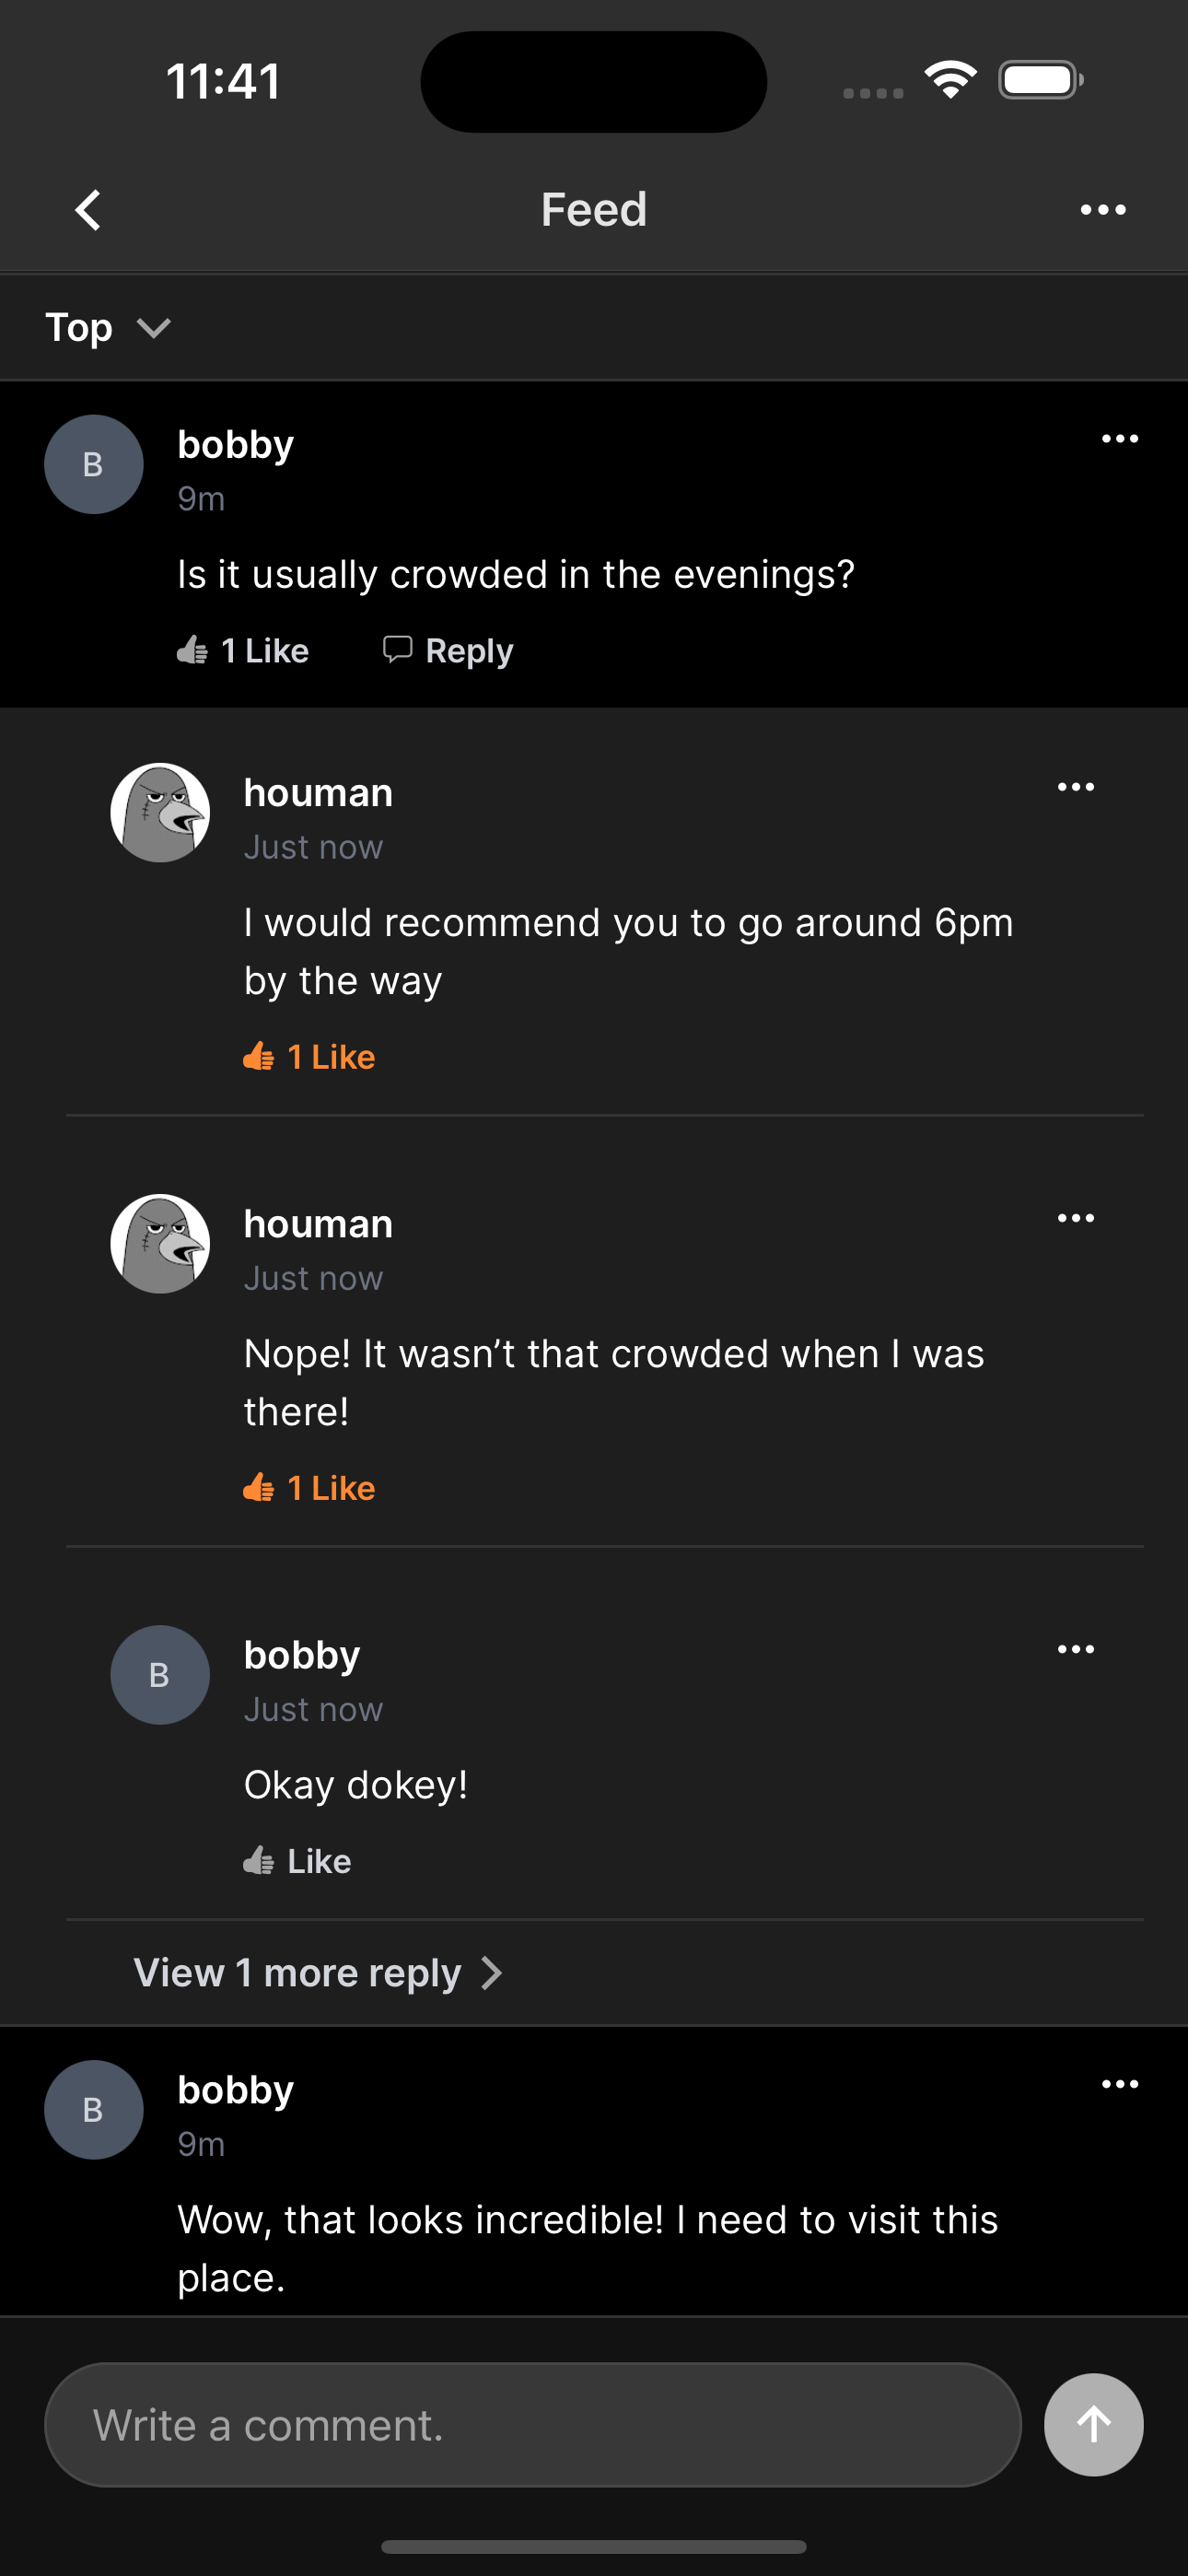 11:41
Feed
Top
B
bobby
9m
Is it usually crowded in the evenings?
1 Like
Reply
houman
Just now
I would recommend you to go around 6pm
by the way
1 Like
houman
Just now
Nope! It wasn’t that crowded when I was
there!
1 Like
B
bobby
Just now
Okay dokey!
Like
View 1 more reply
B
bobby
9m
Wow, that looks incredible! I need to visit this
place.
Write a comment.